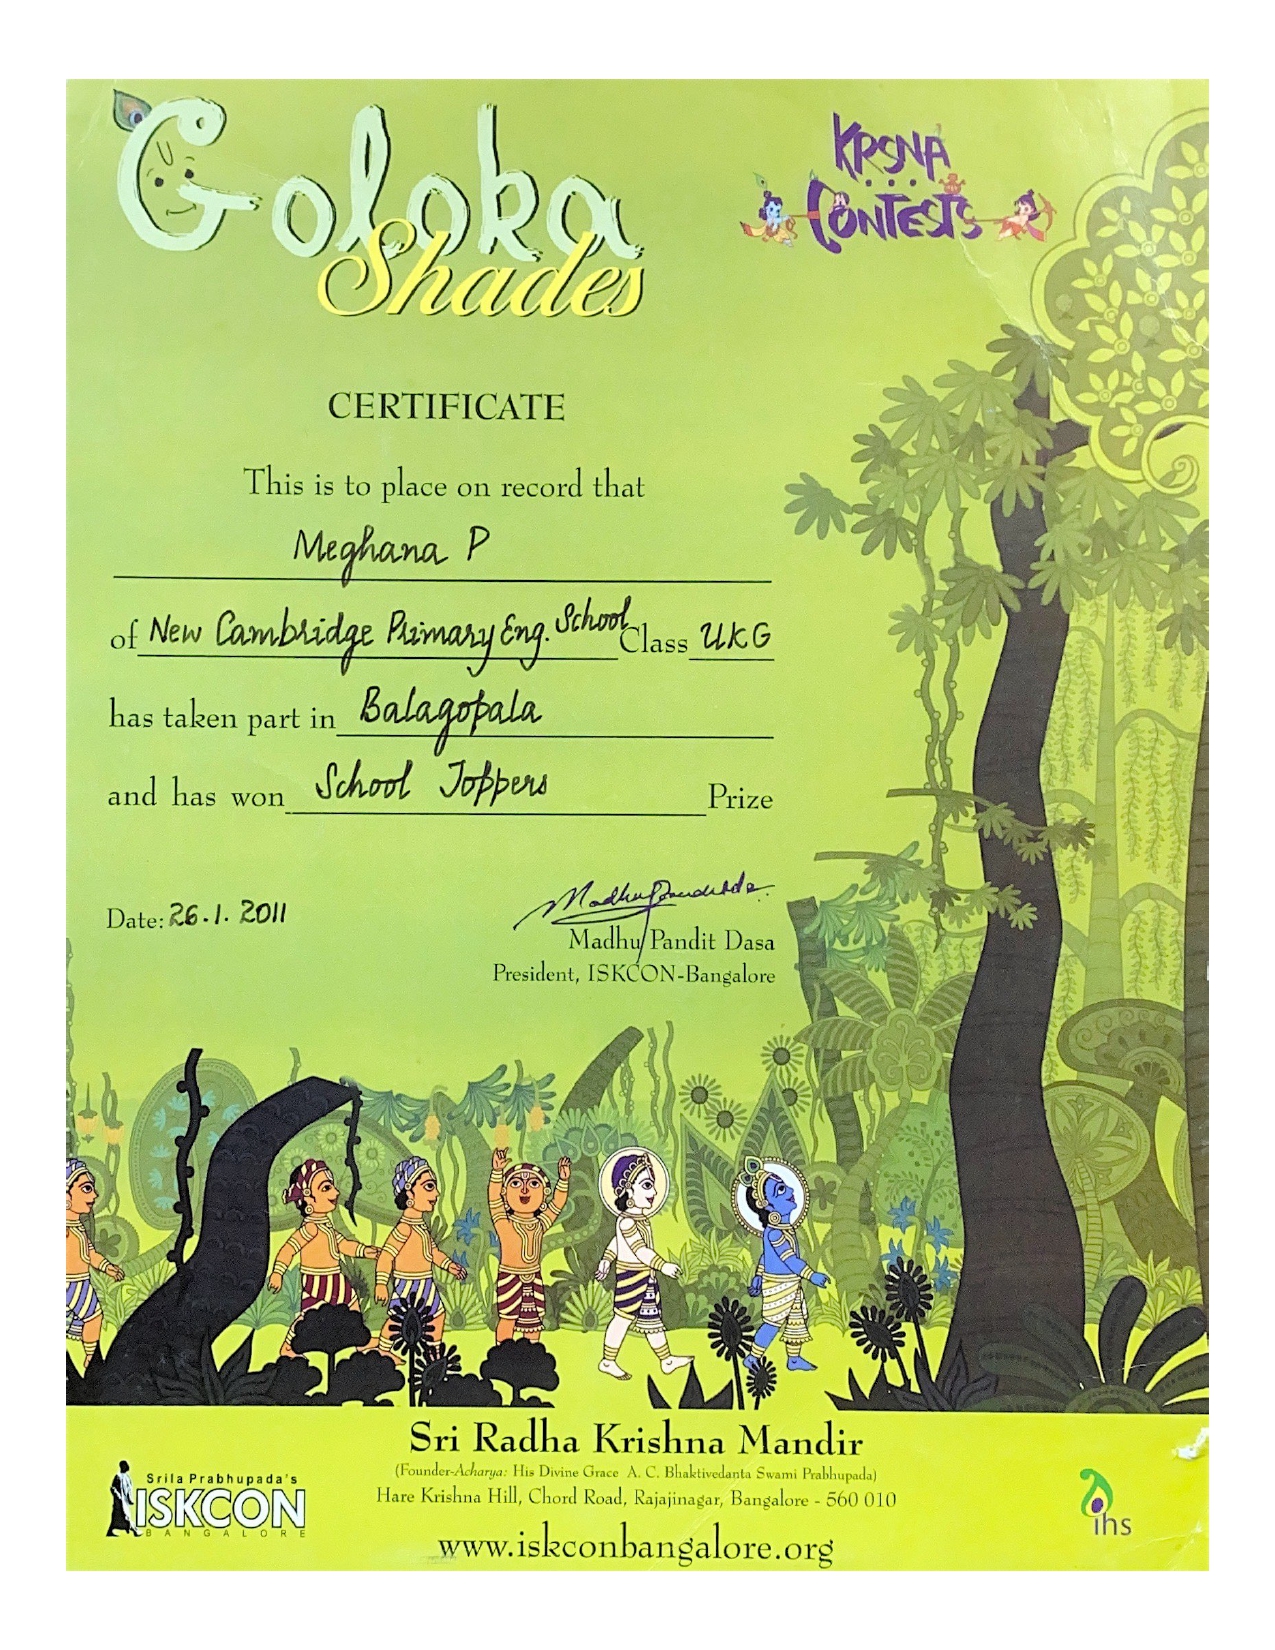 Goloka
Shades
KRSNA
CONTESTS
CERTIFICATE
This is to place on record that
Meghana P
of New Cambridge Primary Eng. School Class UKG
has taken part in Balagopala
and has won School Toppers Prize
Date: 26.1.2011
Madhu Pandit Dasa
President, ISKCON-Bangalore
Sri Radha Krishna Mandir
(Founder-Acharya: His Divine Grace A. C. Bhaktivedanta Swami Prabhupada)
Hare Krishna Hill, Chord Road, Rajajinagar, Bangalore - 560 010
www.iskconbangalore.org
Srila Prabhupada's
ISKCON
BANGALORE
ihs